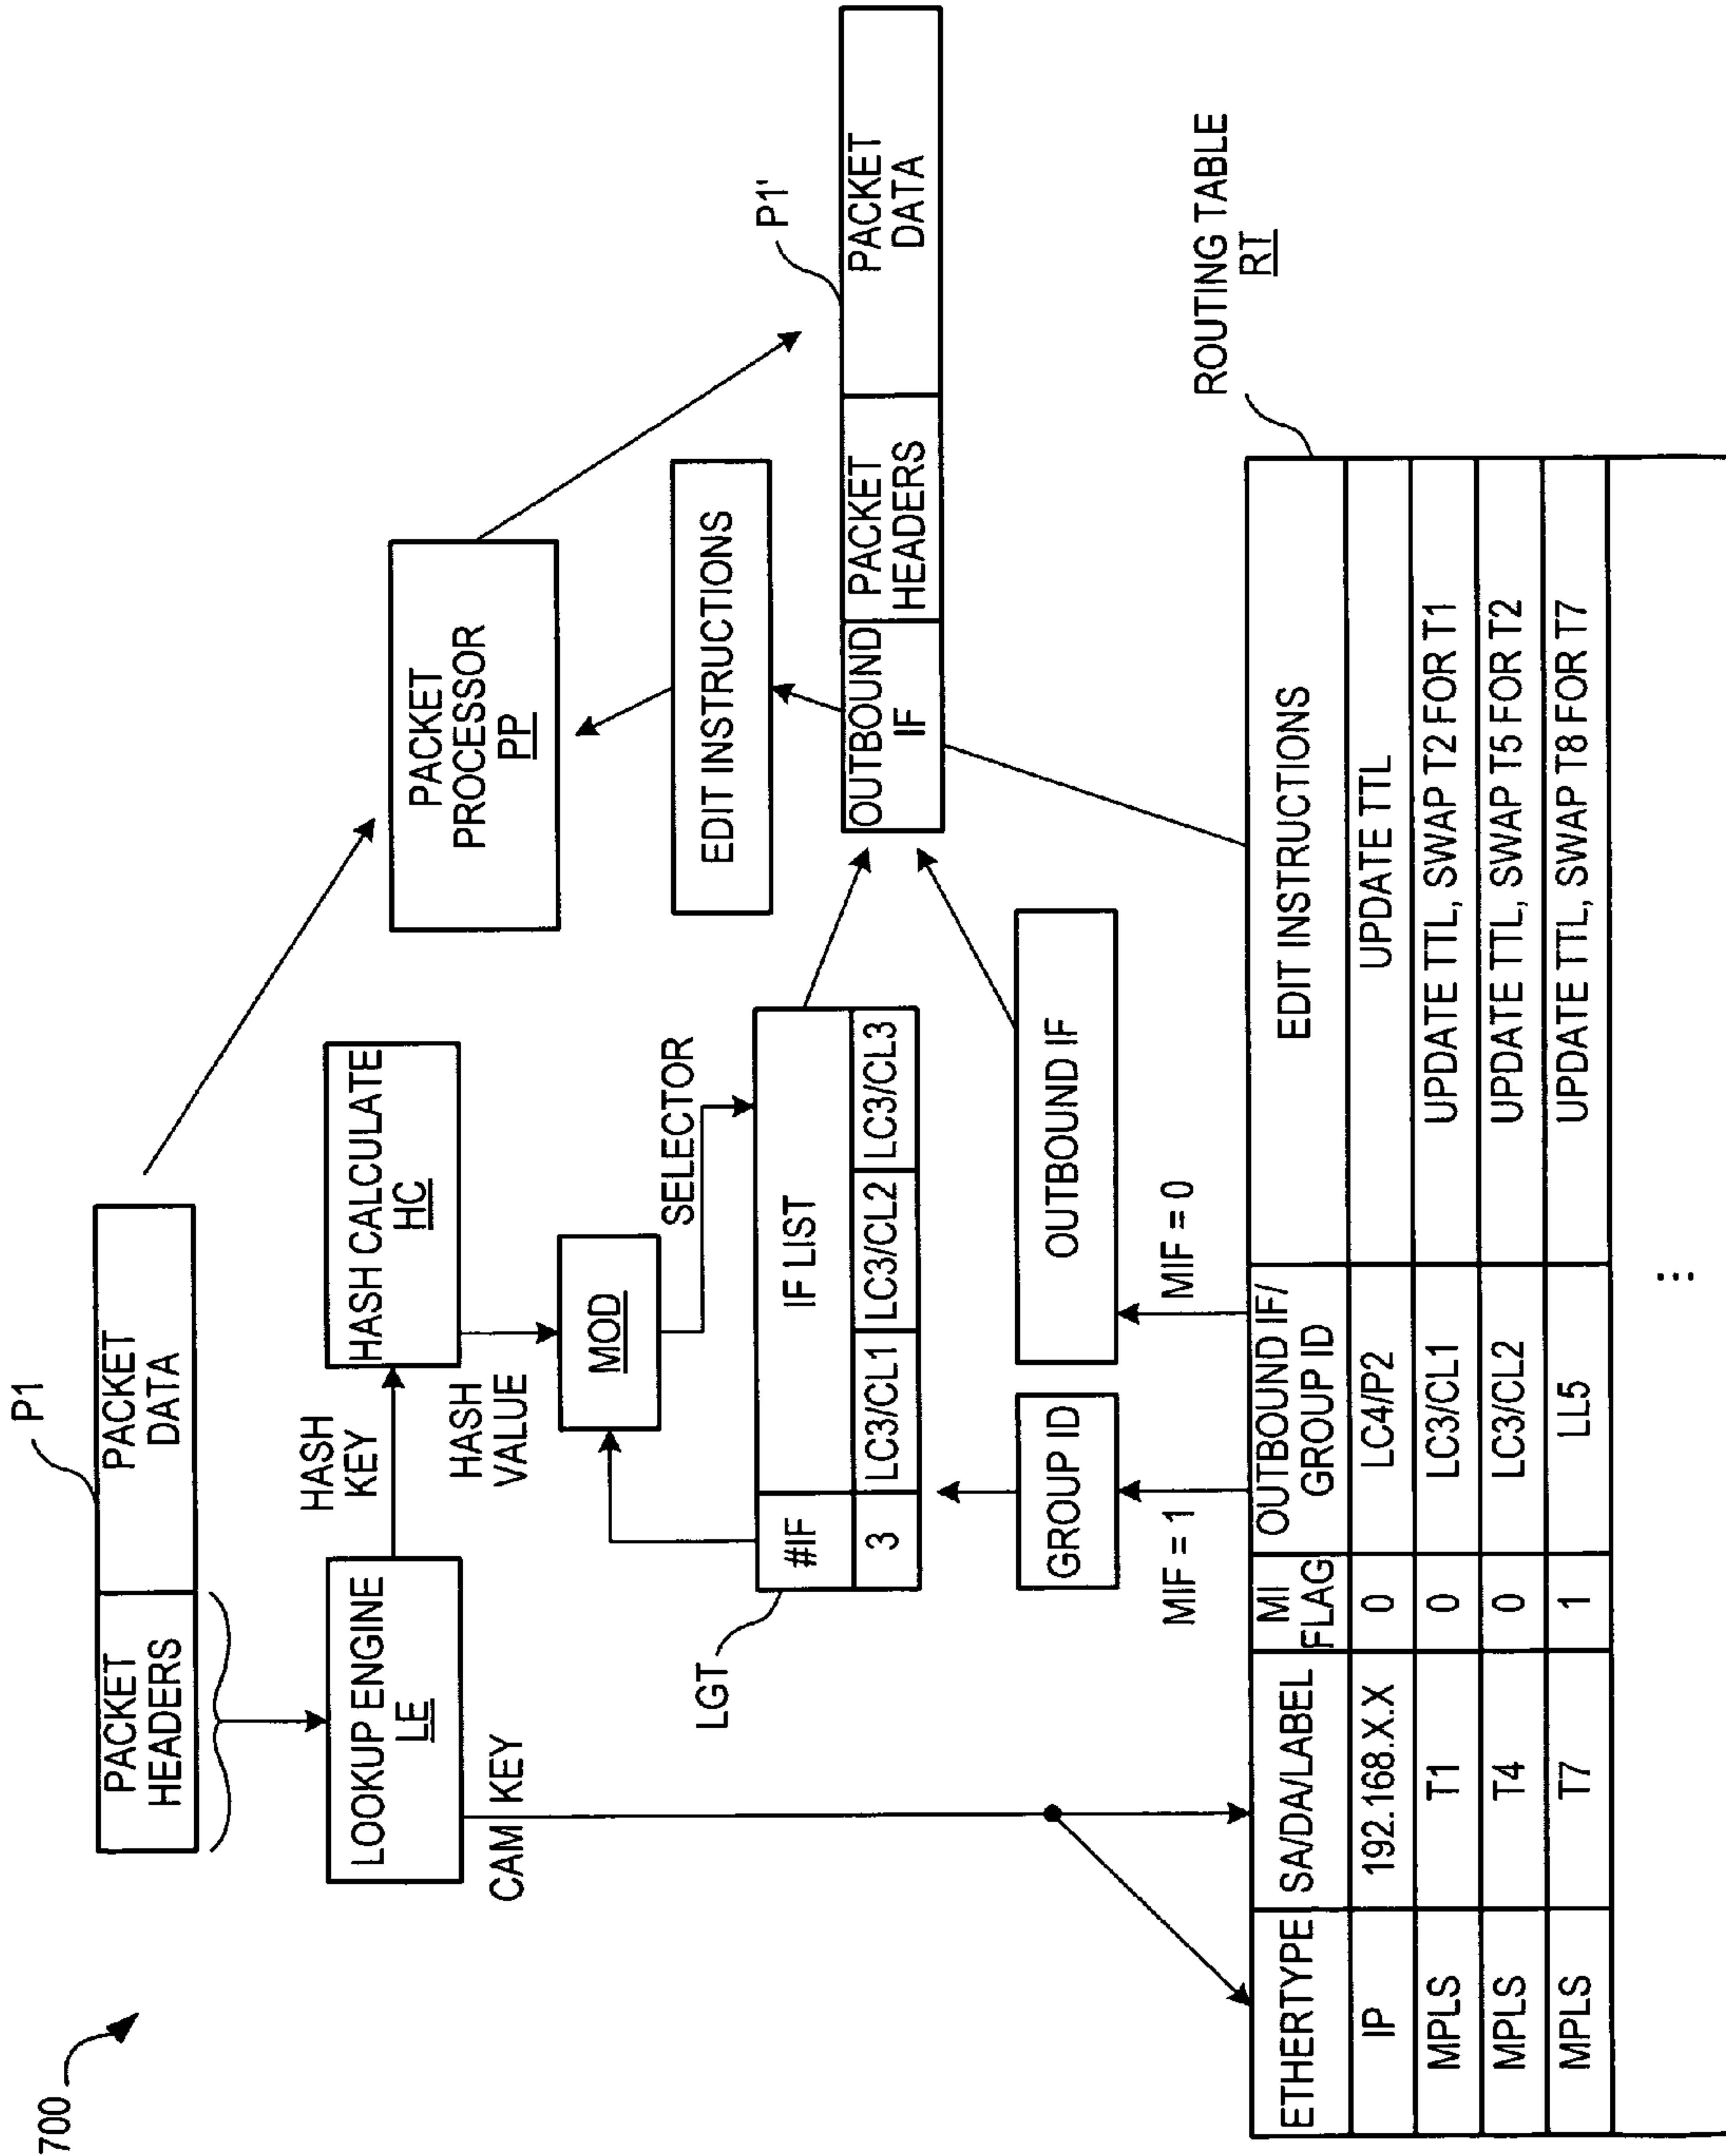 700
P1
PACKET
HEADERS
PACKET
DATA
LOOKUP ENGINE
LE
HASH
KEY
HASH CALCULATE
HC
CAM KEY
HASH
VALUE
MOD
SELECTOR
LGT
#IF
IF LIST
3
LC3/CL1
LC3/CL2
LC3/CL3
GROUP ID
OUTBOUND IF
MIF = 1
MIF = 0
PACKET
PROCESSOR
PP
EDIT INSTRUCTIONS
P1'
OUTBOUND
IF
PACKET
HEADERS
PACKET
DATA
ROUTING TABLE
RT
ETHERTYPE
SA/DA/LABEL
MI
FLAG
OUTBOUND IF/
GROUP ID
EDIT INSTRUCTIONS
IP
192.168.X.X
0
LC4/P2
UPDATE TTL
MPLS
T1
0
LC3/CL1
UPDATE TTL, SWAP T2 FOR T1
MPLS
T4
0
LC3/CL2
UPDATE TTL, SWAP T5 FOR T2
MPLS
T7
1
LL5
UPDATE TTL, SWAP T8 FOR T7
...